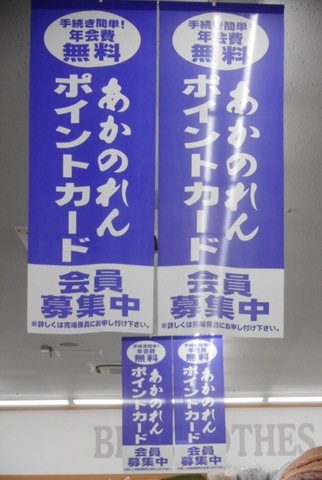 手続き簡単!
年会費
無料
あかのれん
ポイントカード
会員
募集中
※詳しくは売場係員にお申し付け下さい。
手続き簡単!
年会費
無料
あかのれん
ポイントカード
会員
募集中
※詳しくは売場係員にお申し付け下さい。
手続き簡単!
年会費
無料
あかのれん
ポイントカード
会員
募集中
手続き簡単!
年会費
無料
あかのれん
ポイントカード
会員
募集中